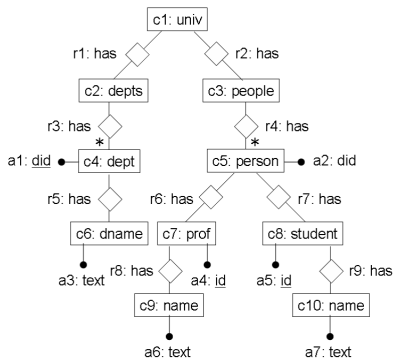 c1: univ
r1: has
r2: has
c2: depts
c3: people
r3: has
r4: has
*
*
a1: did
c4: dept
c5: person
a2: did
r5: has
r6: has
r7: has
c6: dname
c7: prof
c8: student
a3: text
r8: has
a4: id
a5: id
r9: has
c9: name
c10: name
a6: text
a7: text